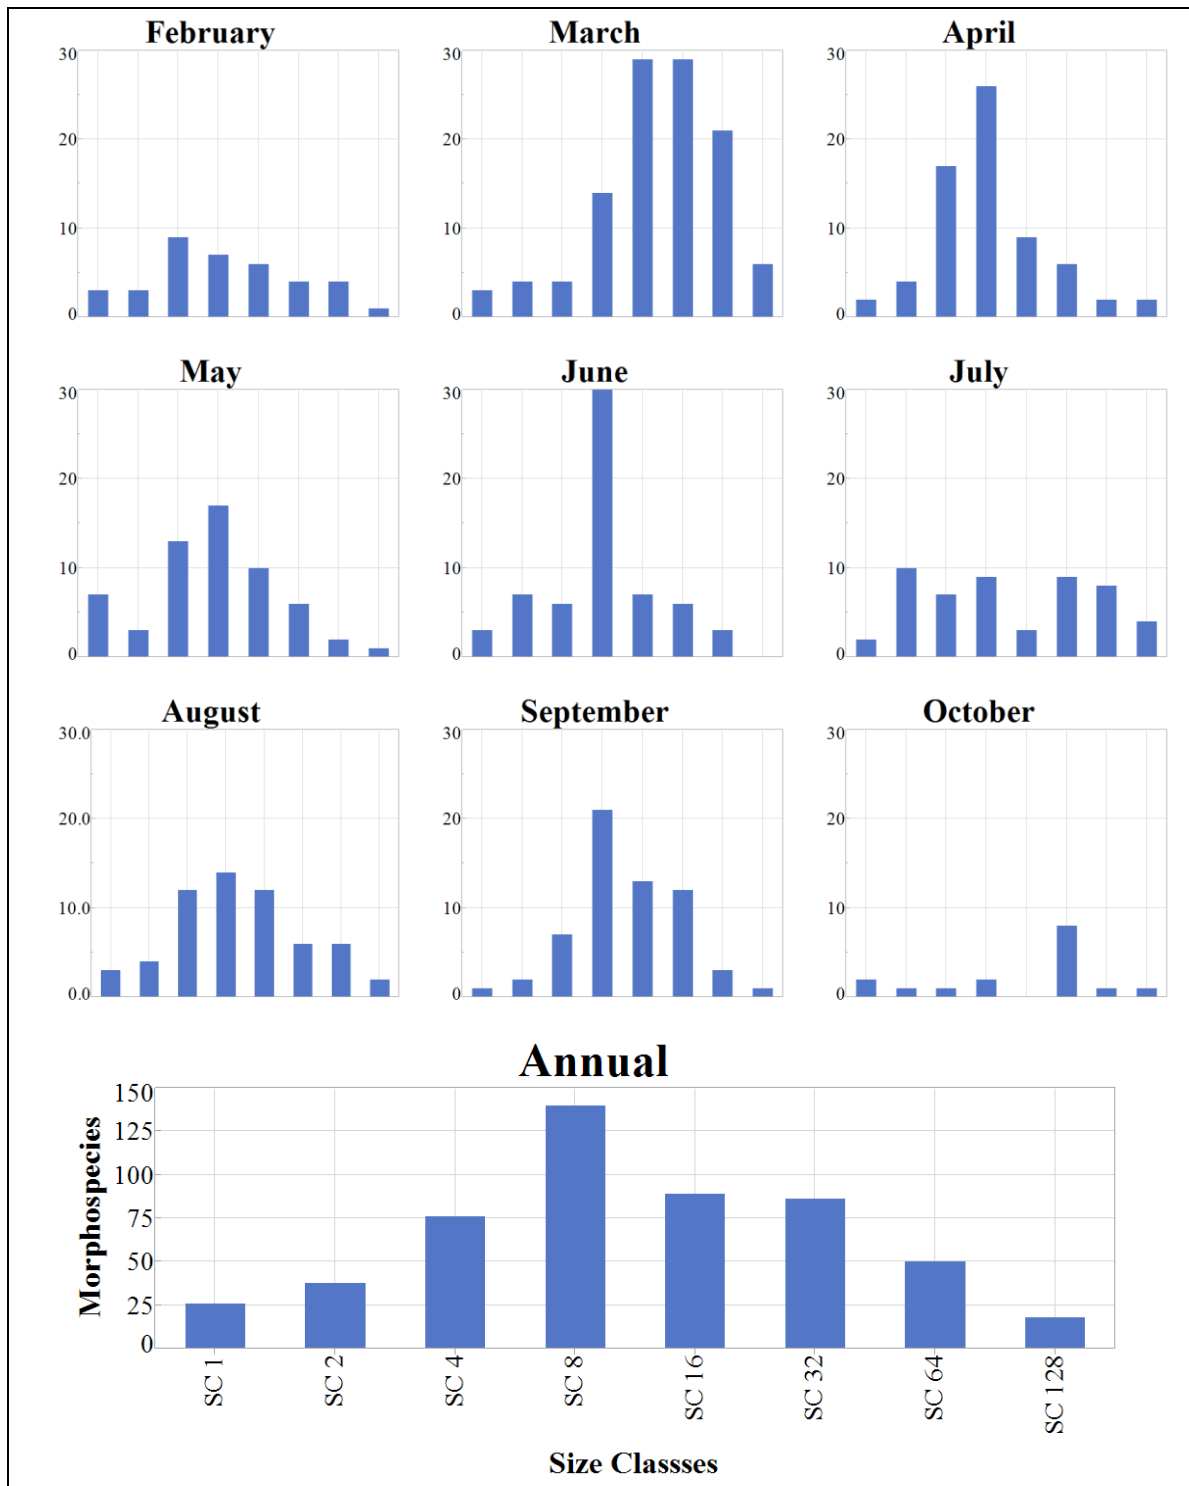 February
March
April
30
20
10
0
30
20
10
0
30
20
10
0
May
June
July
30
20
10
0
30
20
10
0
30
20
10
0
August
September
October
30.0
20.0
10.0
0.0
30
20
10
0
30
20
10
0
Annual
Morphospecies
150
125
100
75
50
25
0
SC 1
SC 2
SC 4
SC 8
SC 16
SC 32
SC 64
SC 128
Size Classses